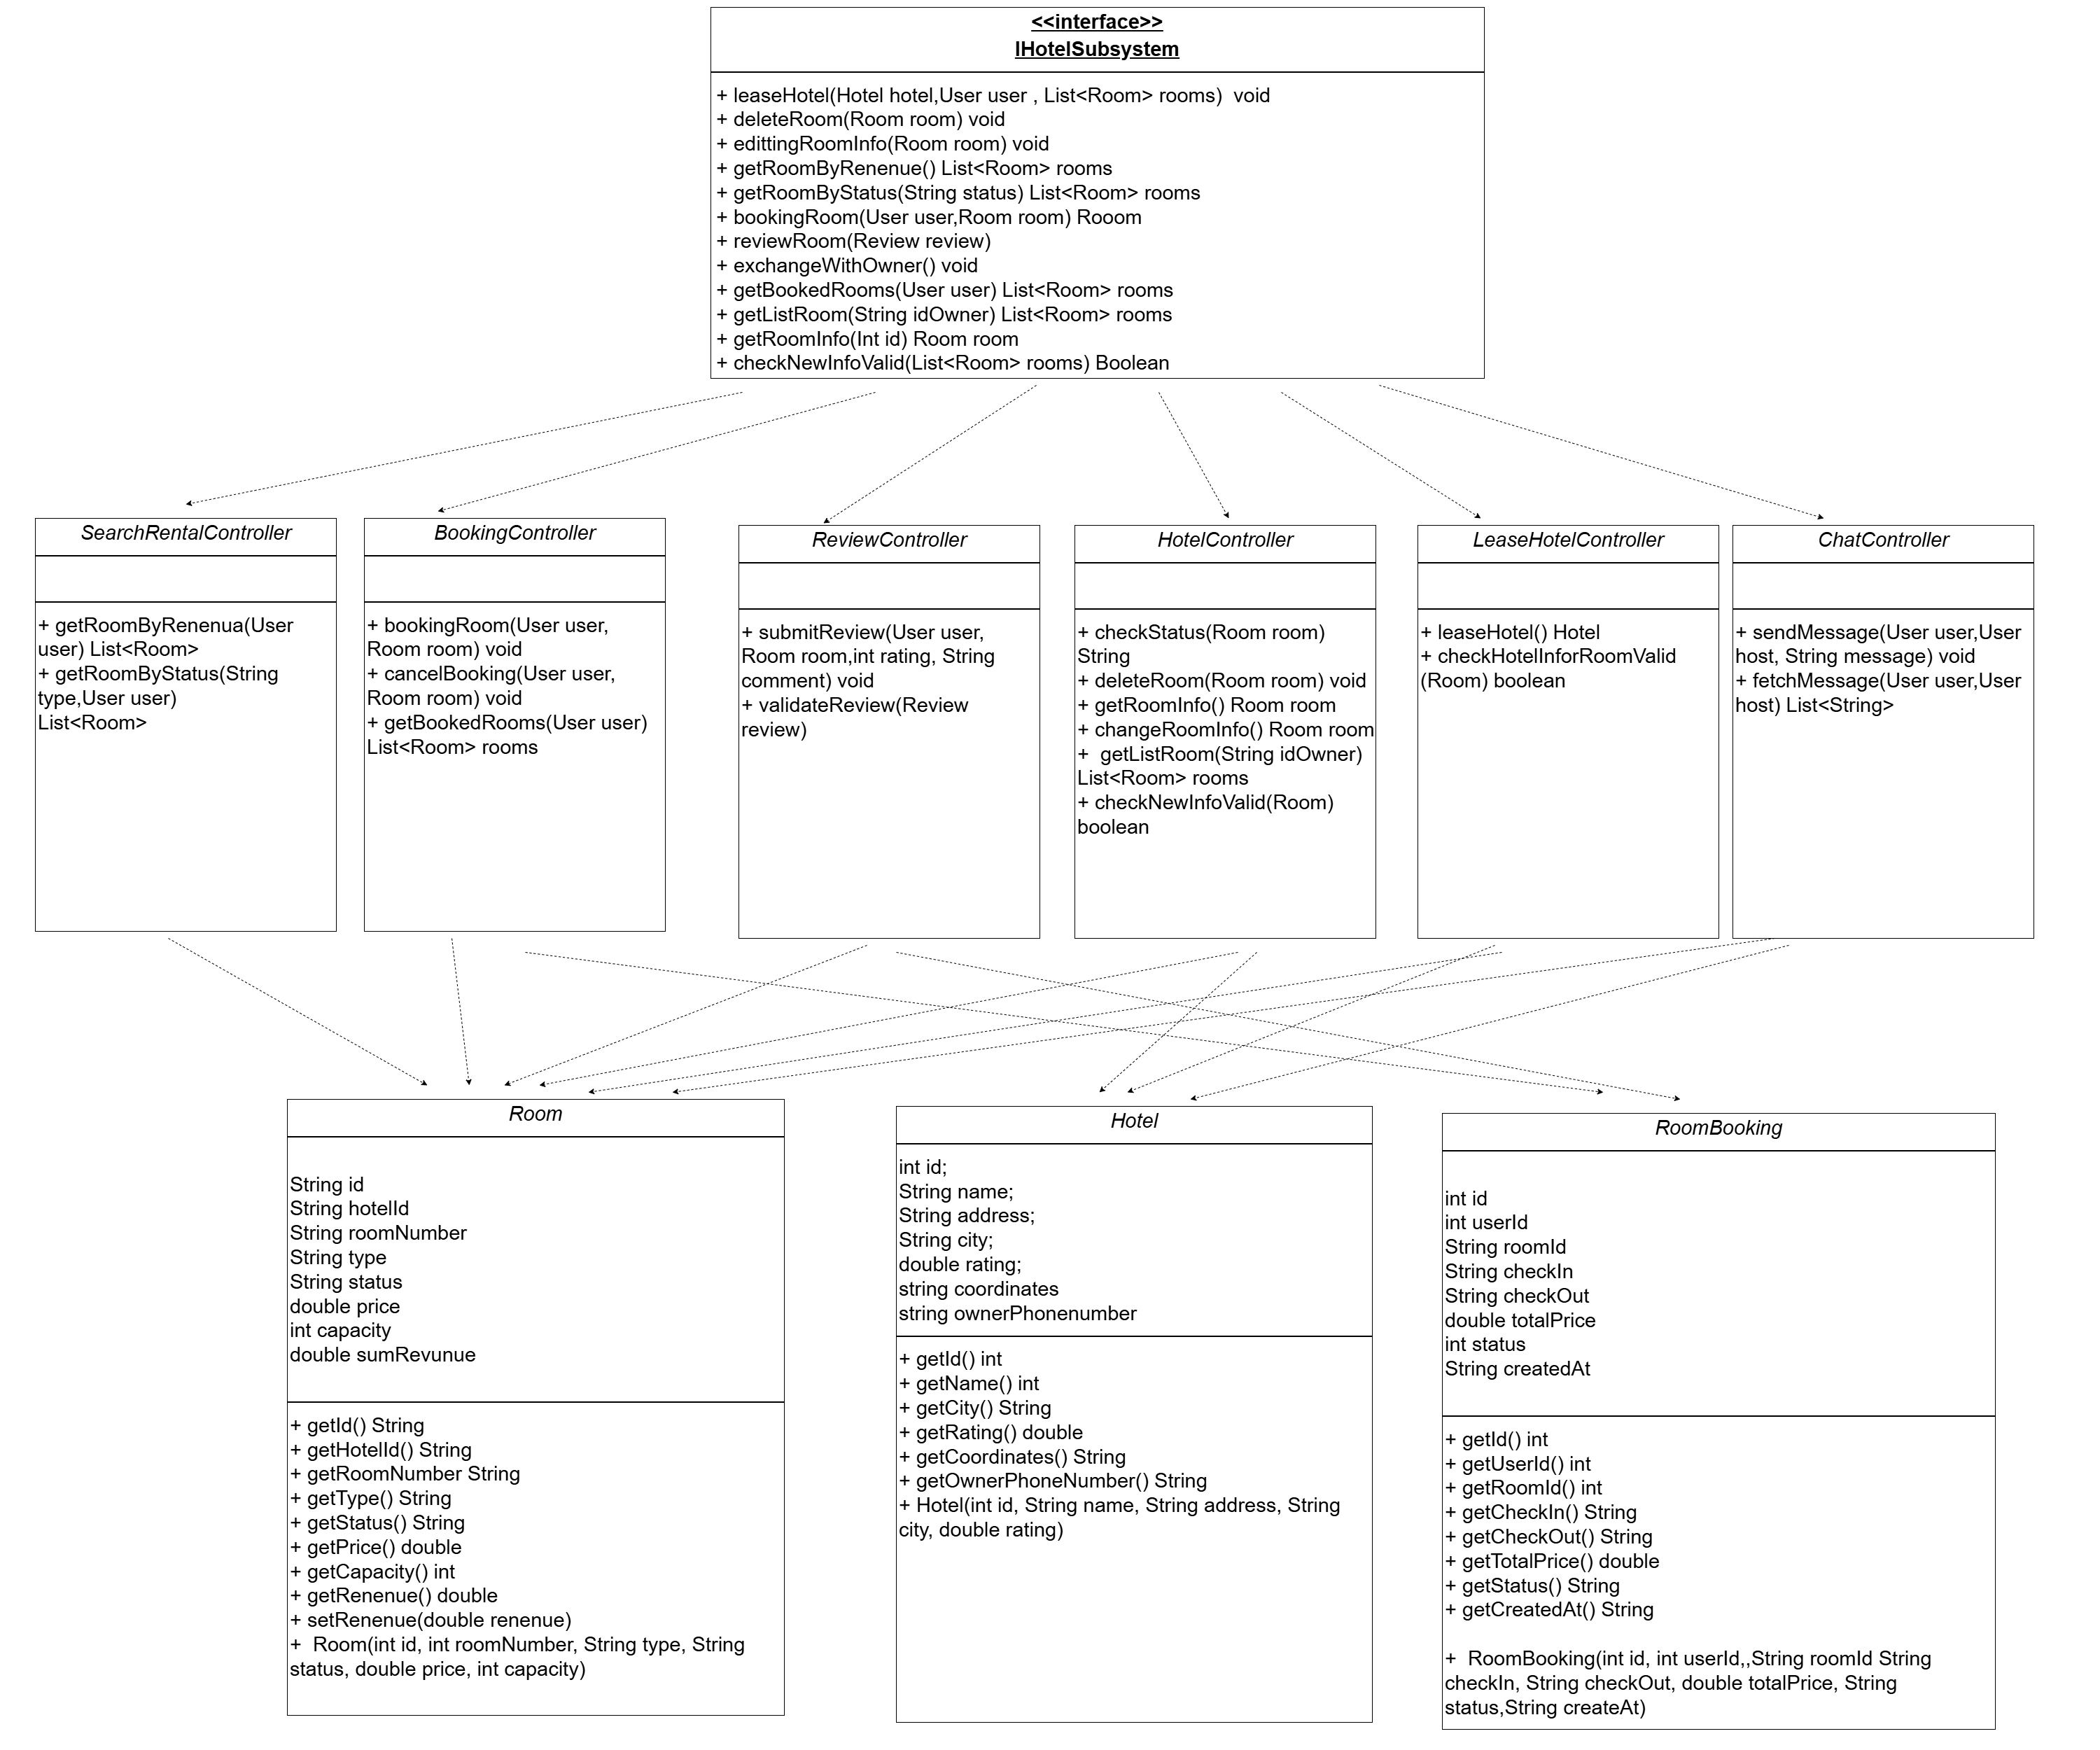 <<interface>>
IHotelSubsystem
+ leaseHotel(Hotel hotel,User user , List<Room> rooms)  void
+ deleteRoom(Room room) void
+ edittingRoomInfo(Room room) void
+ getRoomByRenenue() List<Room> rooms
+ getRoomByStatus(String status) List<Room> rooms
+ bookingRoom(User user,Room room) Rooom
+ reviewRoom(Review review)
+ exchangeWithOwner() void
+ getBookedRooms(User user) List<Room> rooms
+ getListRoom(String idOwner) List<Room> rooms
+ getRoomInfo(Int id) Room room
+ checkNewInfoValid(List<Room> rooms) Boolean
SearchRentalController
+ getRoomByRenenua(User
user) List<Room>
+ getRoomByStatus(String
type,User user)
List<Room>
BookingController
+ bookingRoom(User user,
Room room) void
+ cancelBooking(User user,
Room room) void
+ getBookedRooms(User user)
List<Room> rooms
ReviewController
+ submitReview(User user,
Room room,int rating, String
comment) void
+ validateReview(Review
review)
HotelController
+ checkStatus(Room room)
String
+ deleteRoom(Room room) void
+ getRoomInfo() Room room
+ changeRoomInfo() Room room
+  getListRoom(String idOwner)
List<Room> rooms
+ checkNewInfoValid(Room)
boolean
LeaseHotelController
+ leaseHotel() Hotel
+ checkHotelInforRoomValid
(Room) boolean
ChatController
+ sendMessage(User user,User
host, String message) void
+ fetchMessage(User user,User
host) List<String>
Room
String id
String hotelId
String roomNumber
String type
String status
double price
int capacity
double sumRevunue
+ getId() String
+ getHotelId() String
+ getRoomNumber String
+ getType() String
+ getStatus() String
+ getPrice() double
+ getCapacity() int
+ getRenenue() double
+ setRenenue(double renenue)
+  Room(int id, int roomNumber, String type, String
status, double price, int capacity)
Hotel
int id;
String name;
String address;
String city;
double rating;
string coordinates
string ownerPhonenumber
+ getId() int
+ getName() int
+ getCity() String
+ getRating() double
+ getCoordinates() String
+ getOwnerPhoneNumber() String
+ Hotel(int id, String name, String address, String
city, double rating)
RoomBooking
int id
int userId
String roomId
String checkIn
String checkOut
double totalPrice
int status
String createdAt
+ getId() int
+ getUserId() int
+ getRoomId() int
+ getCheckIn() String
+ getCheckOut() String
+ getTotalPrice() double
+ getStatus() String
+ getCreatedAt() String
+  RoomBooking(int id, int userId,,String roomId String
checkIn, String checkOut, double totalPrice, String
status,String createAt)